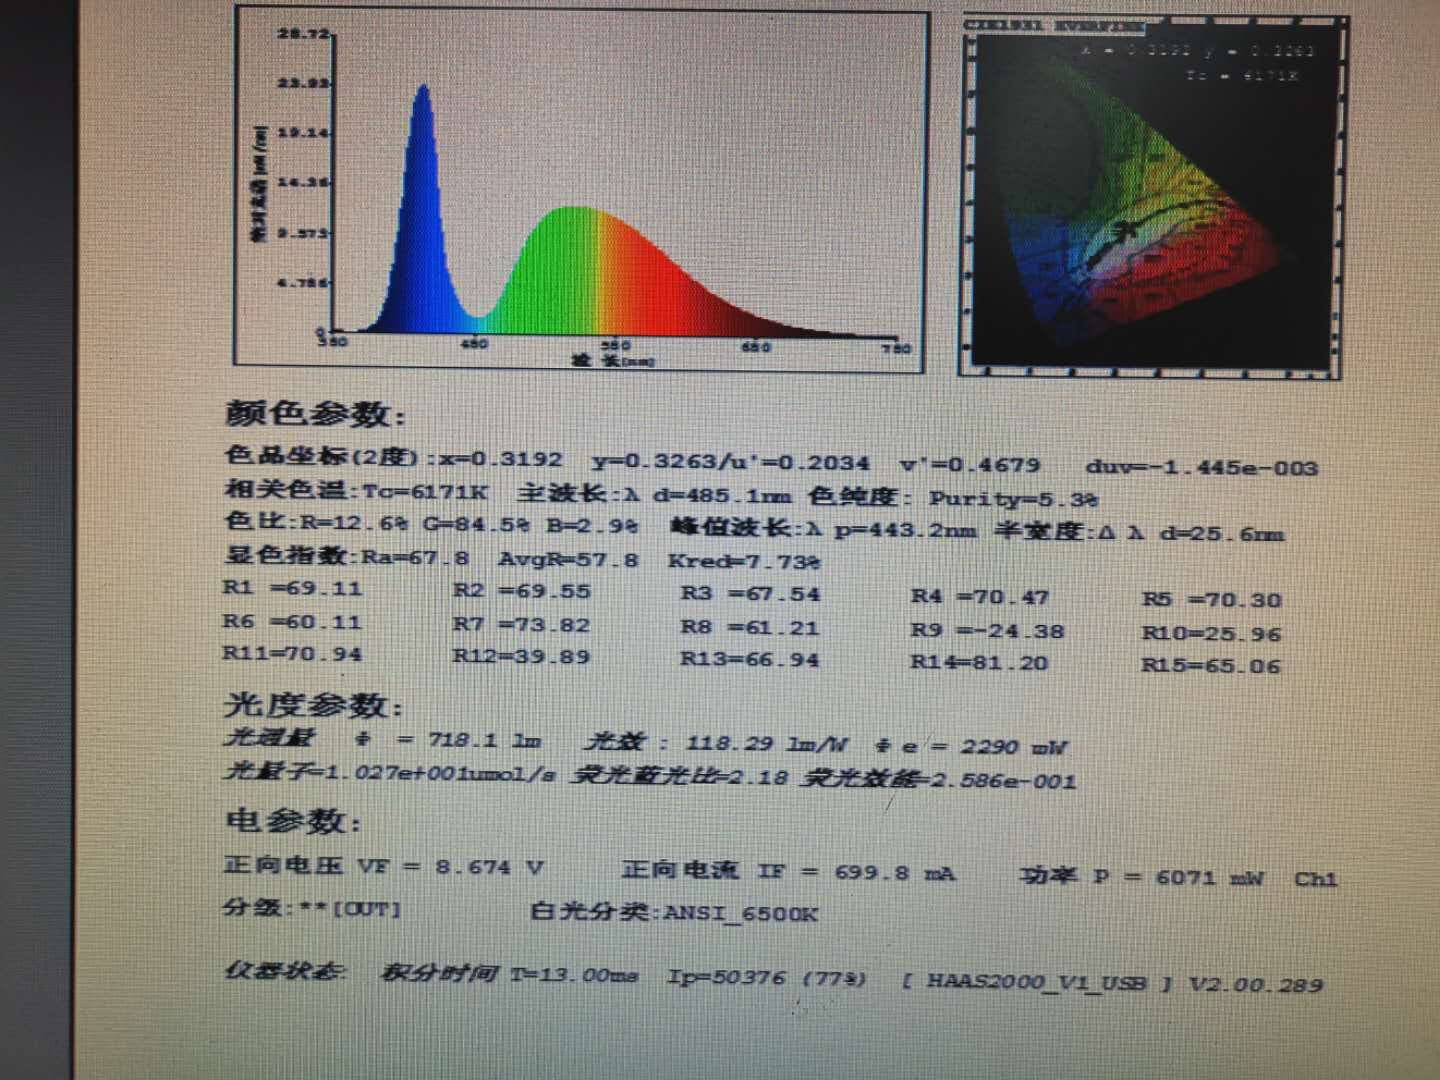 28.72
23.93
19.14
14.36
9.573
4.786
0
380 480 580 680 780
波 长[nm]
x = 0.3192 y = 0.3263
Tc = 6171K
颜色参数:
色品坐标(2度):x=0.3192 y=0.3263/u'=0.2034 v'=0.4679 duv=-1.445e-003
相关色温:Tc=6171K 主波长:λ d=485.1nm 色纯度: Purity=5.3%
色比:R=12.6% G=84.5% B=2.9% 峰值波长:λ p=443.2nm 半宽度:Δ λ d=25.6nm
显色指数:Ra=67.8 AvgR=57.8 Kred=7.73%
R1 =69.11 R2 =69.55 R3 =67.54 R4 =70.47 R5 =70.30
R6 =60.11 R7 =73.82 R8 =61.21 R9 =-24.38 R10=25.96
R11=70.94 R12=39.89 R13=66.94 R14=81.20 R15=65.06
光度参数:
光通量 Φ = 718.1 lm 光效 : 118.29 lm/W Φ e = 2290 mW
光量子=1.027e+001umol/s 荧光蓝光比=2.18 荧光效能=2.586e-001
电参数:
正向电压 VF = 8.674 V 正向电流 IF = 699.8 mA 功率 P = 6071 mW Ch1
分级:**[OUT] 白光分类:ANSI_6500K
仪器状态: 积分时间 T=13.00ms Ip=50376 (77%) [ HAAS2000_V1_USB ] V2.00.289